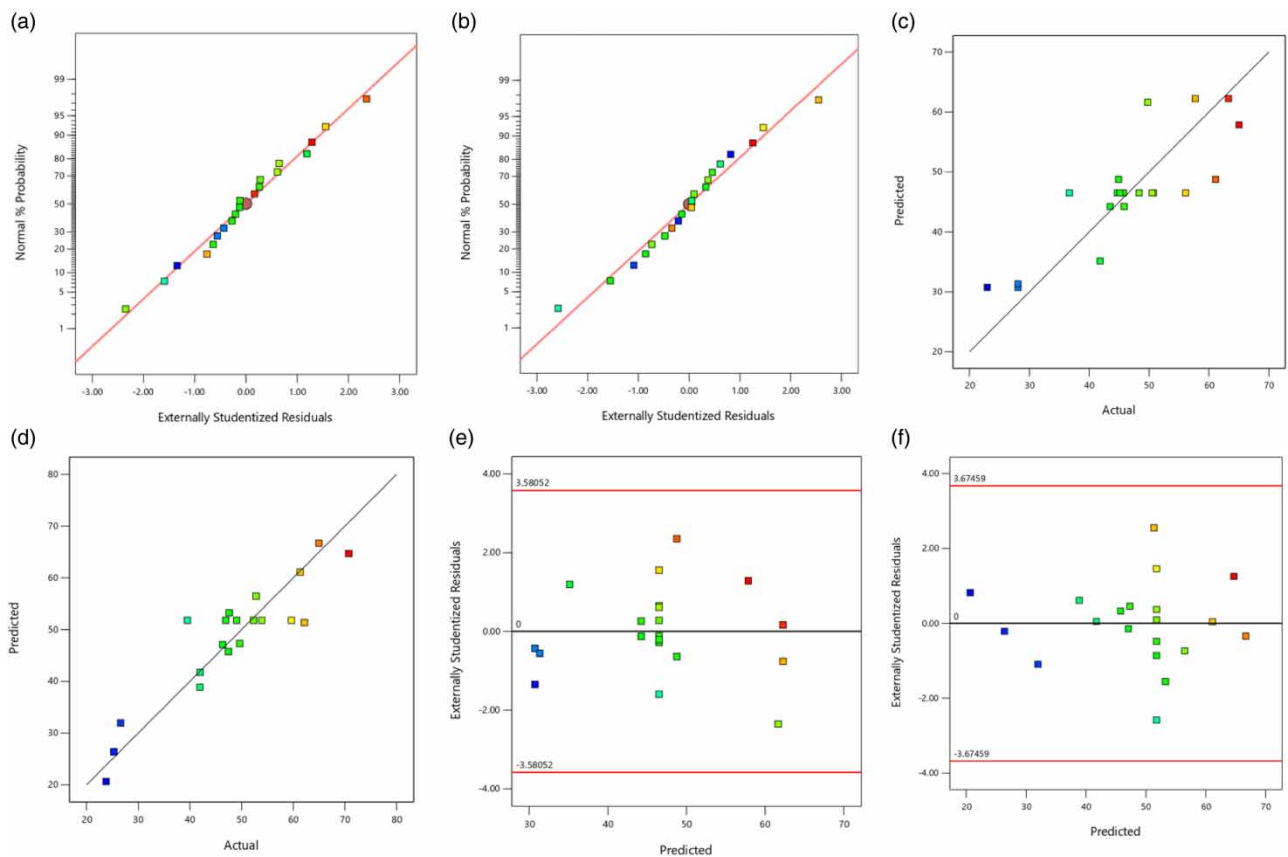 (a)
99
95
90
80
70
50
30
20
10
5
1
Normal % Probability
-3.00 -2.00 -1.00 0.00 1.00 2.00 3.00
Externally Studentized Residuals
(b)
99
95
90
80
70
50
30
20
10
5
1
Normal % Probability
-3.00 -2.00 -1.00 0.00 1.00 2.00 3.00
Externally Studentized Residuals
(c)
70
60
50
40
30
20
Predicted
20 30 40 50 60 70
Actual
(d)
80
70
60
50
40
30
20
Predicted
20 30 40 50 60 70 80
Actual
(e)
4.00
3.58052
2.00
0
0.00
-2.00
-3.58052
-4.00
Externally Studentized Residuals
30 40 50 60 70
Predicted
(f)
4.00
3.67459
2.00
0
0.00
-2.00
-3.67459
-4.00
Externally Studentized Residuals
20 30 40 50 60 70
Predicted